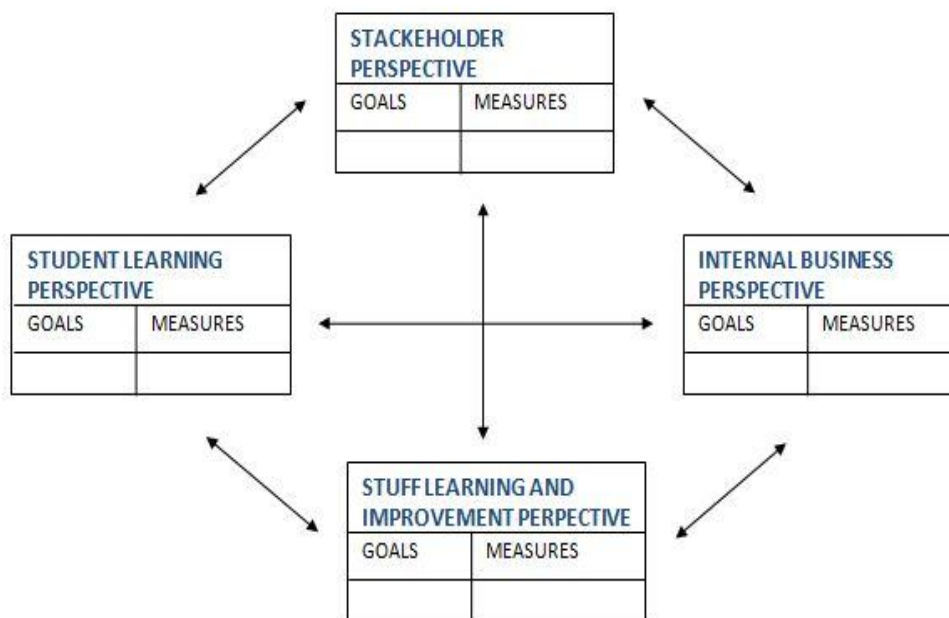 STACKEHOLDER
PERSPECTIVE
GOALS MEASURES
STUDENT LEARNING
PERSPECTIVE
GOALS MEASURES
INTERNAL BUSINESS
PERSPECTIVE
GOALS MEASURES
STUFF LEARNING AND
IMPROVEMENT PERPECTIVE
GOALS MEASURES